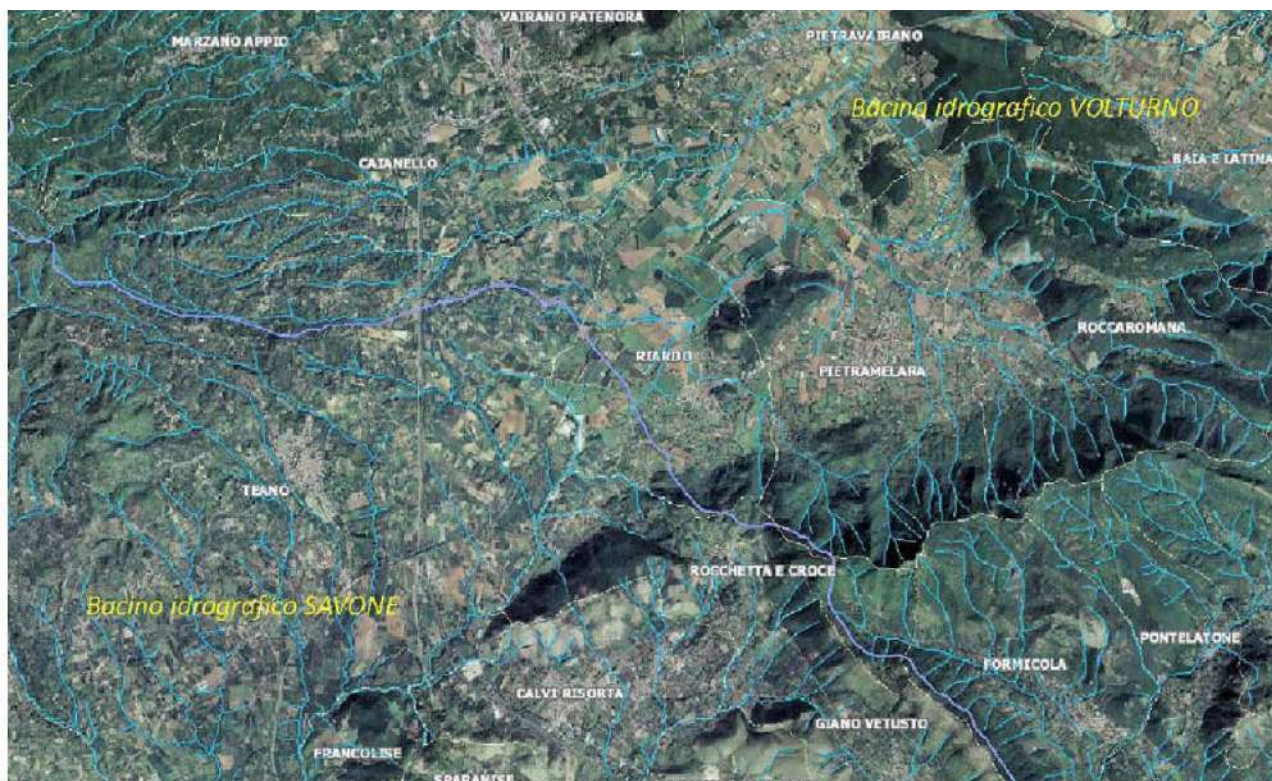 VAIRANO PATENORA
MARZANO APPIO
PIETRAVAIRANO
Bacino idrografico VOLTURNO
CAIANELLO
BAIA E LATINA
ROCCAROMANA
RIARDO
PIETRAMELARA
TEANO
ROCCHETTA E CROCE
Bacino idrografico SAVONE
PONTELATONE
FORMICOLA
CALVI RISORTA
GIANO VETUSTO
FRANCOLISE
SPARANISE